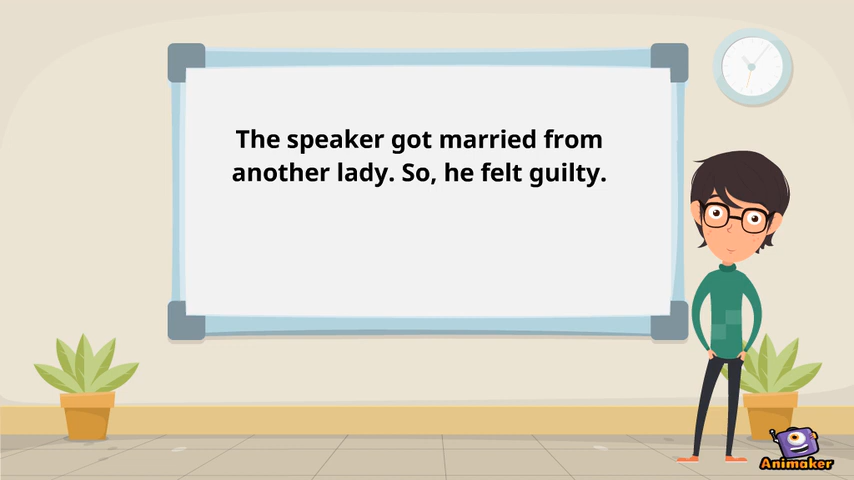 The speaker got married from
another lady. So, he felt guilty.
Animaker